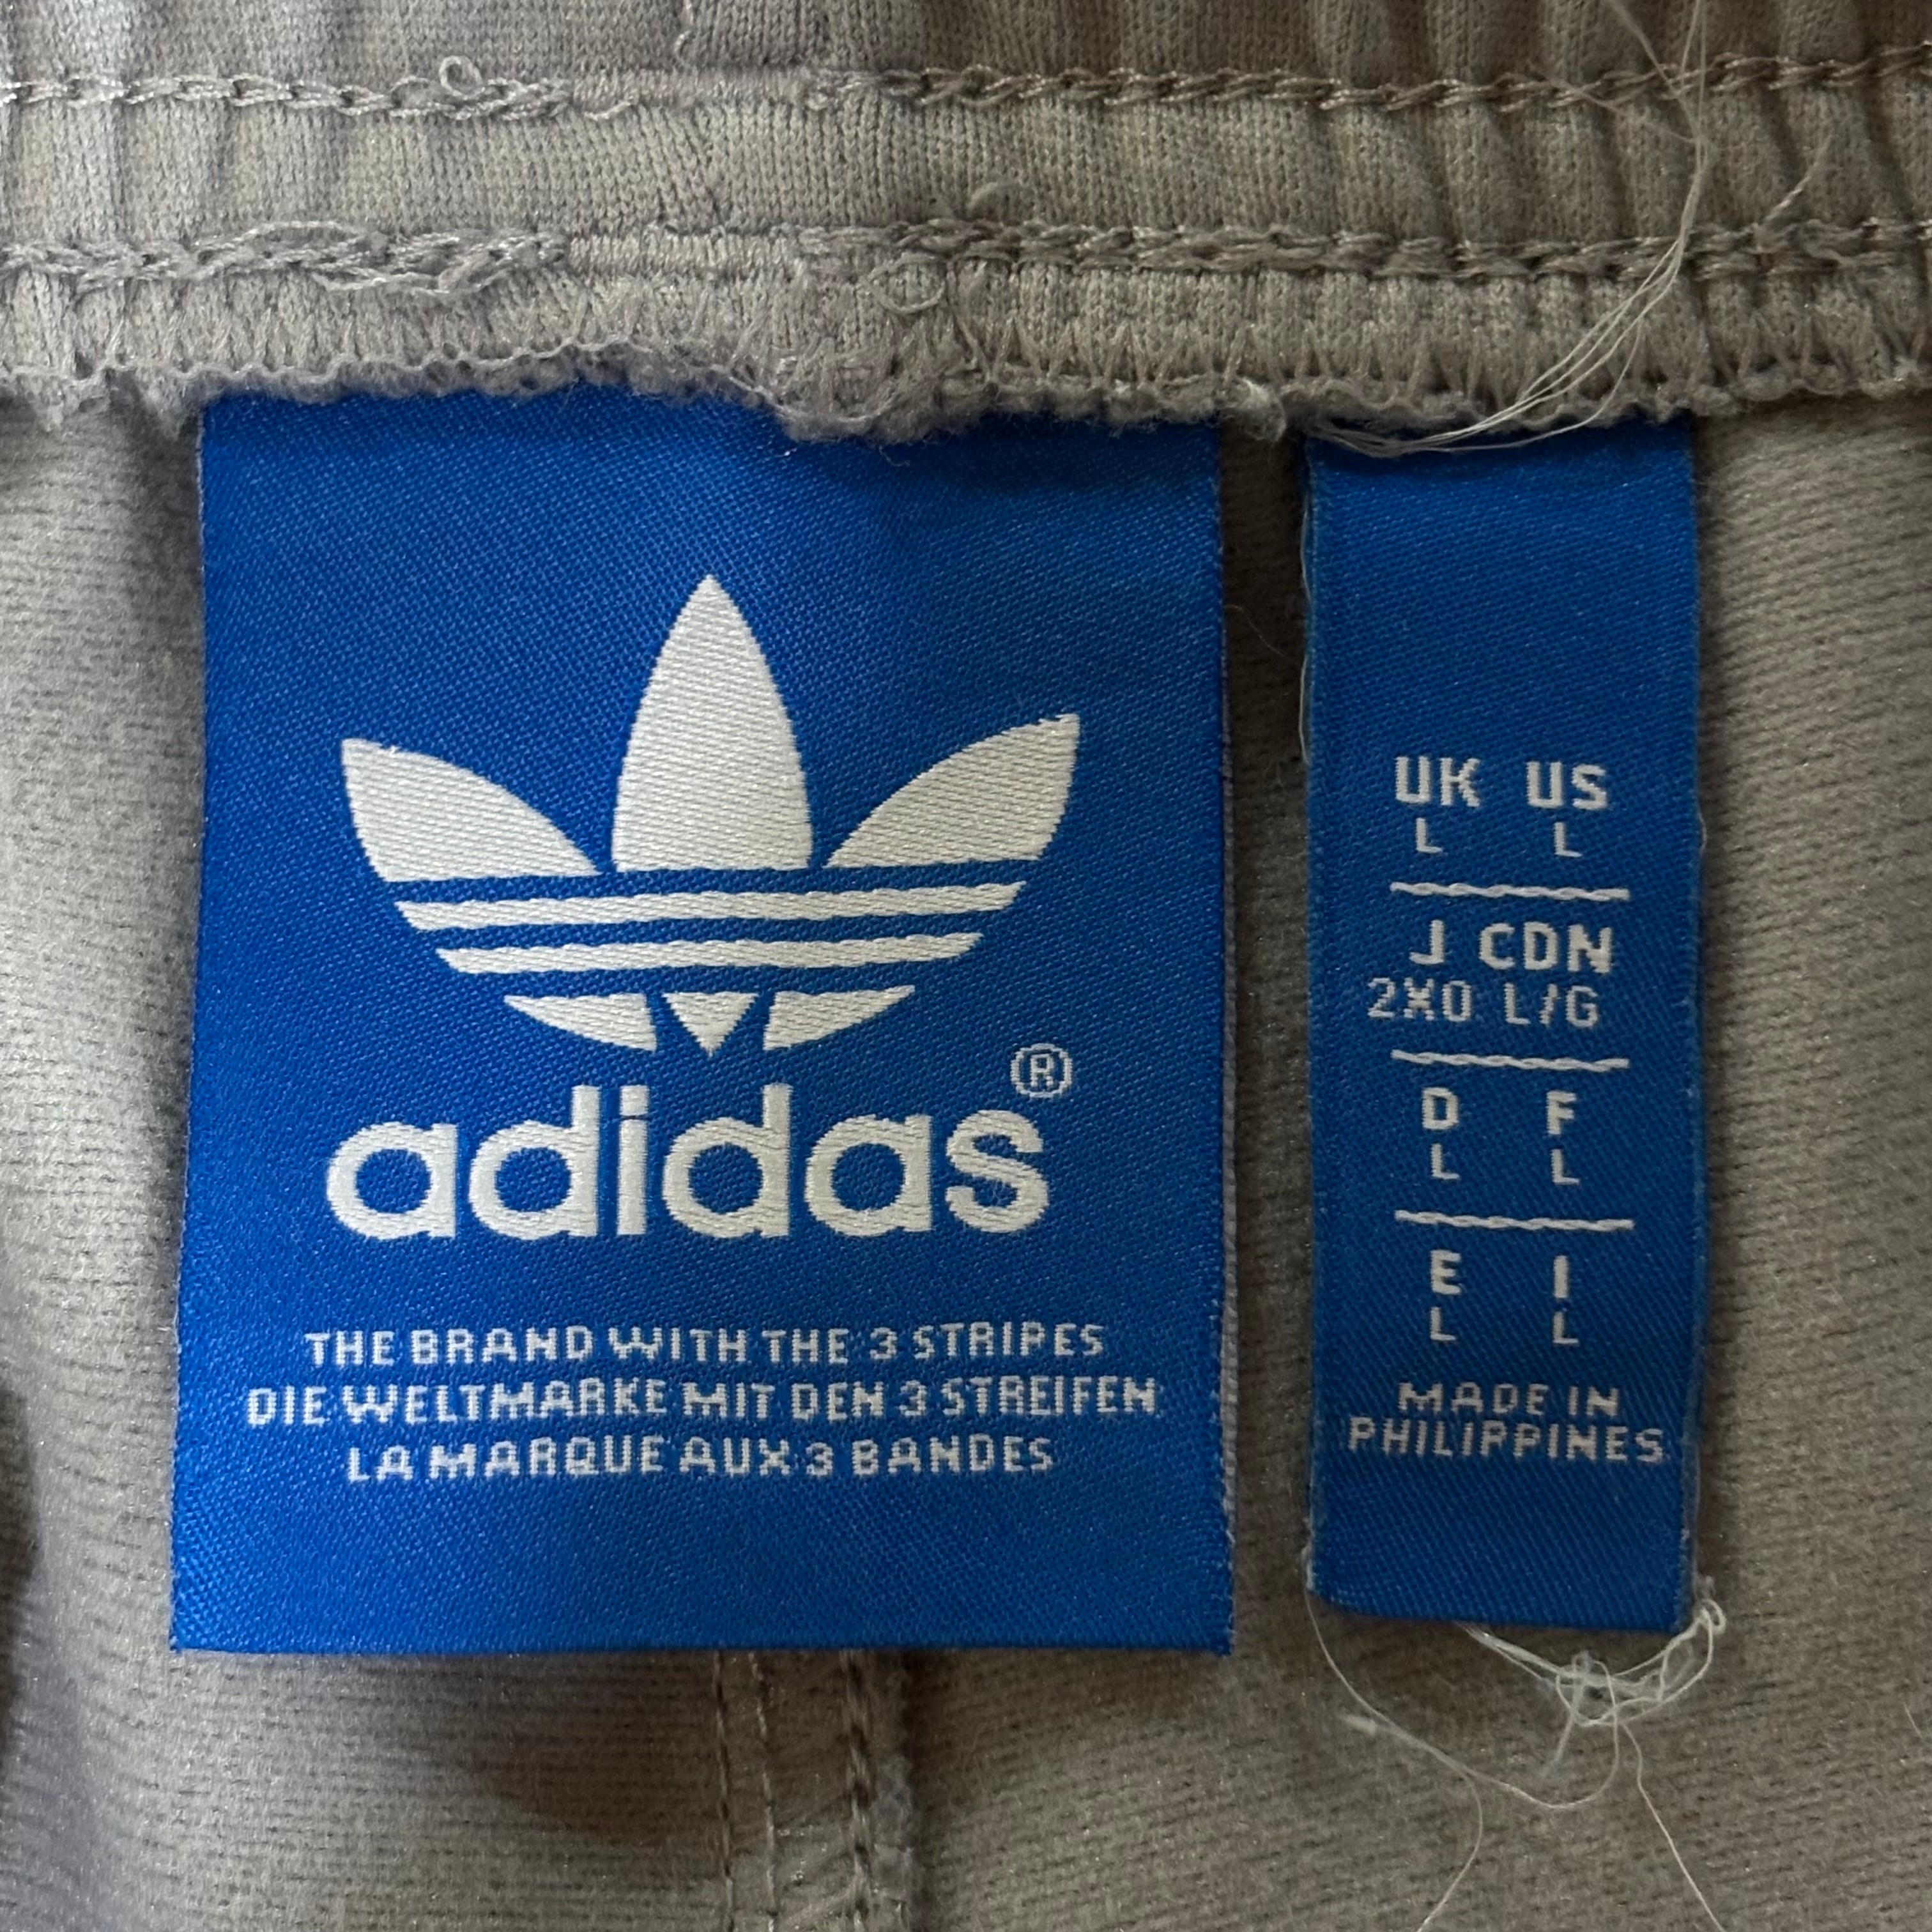 adidas®
THE BRAND WITH THE 3 STRIPES
DIE WELTMARKE MIT DEN 3 STREIFEN
LA MARQUE AUX 3 BANDES
UK US
L L
J CDN
2XO L/G
D F
L L
E I
L L
MADE IN
PHILIPPINES